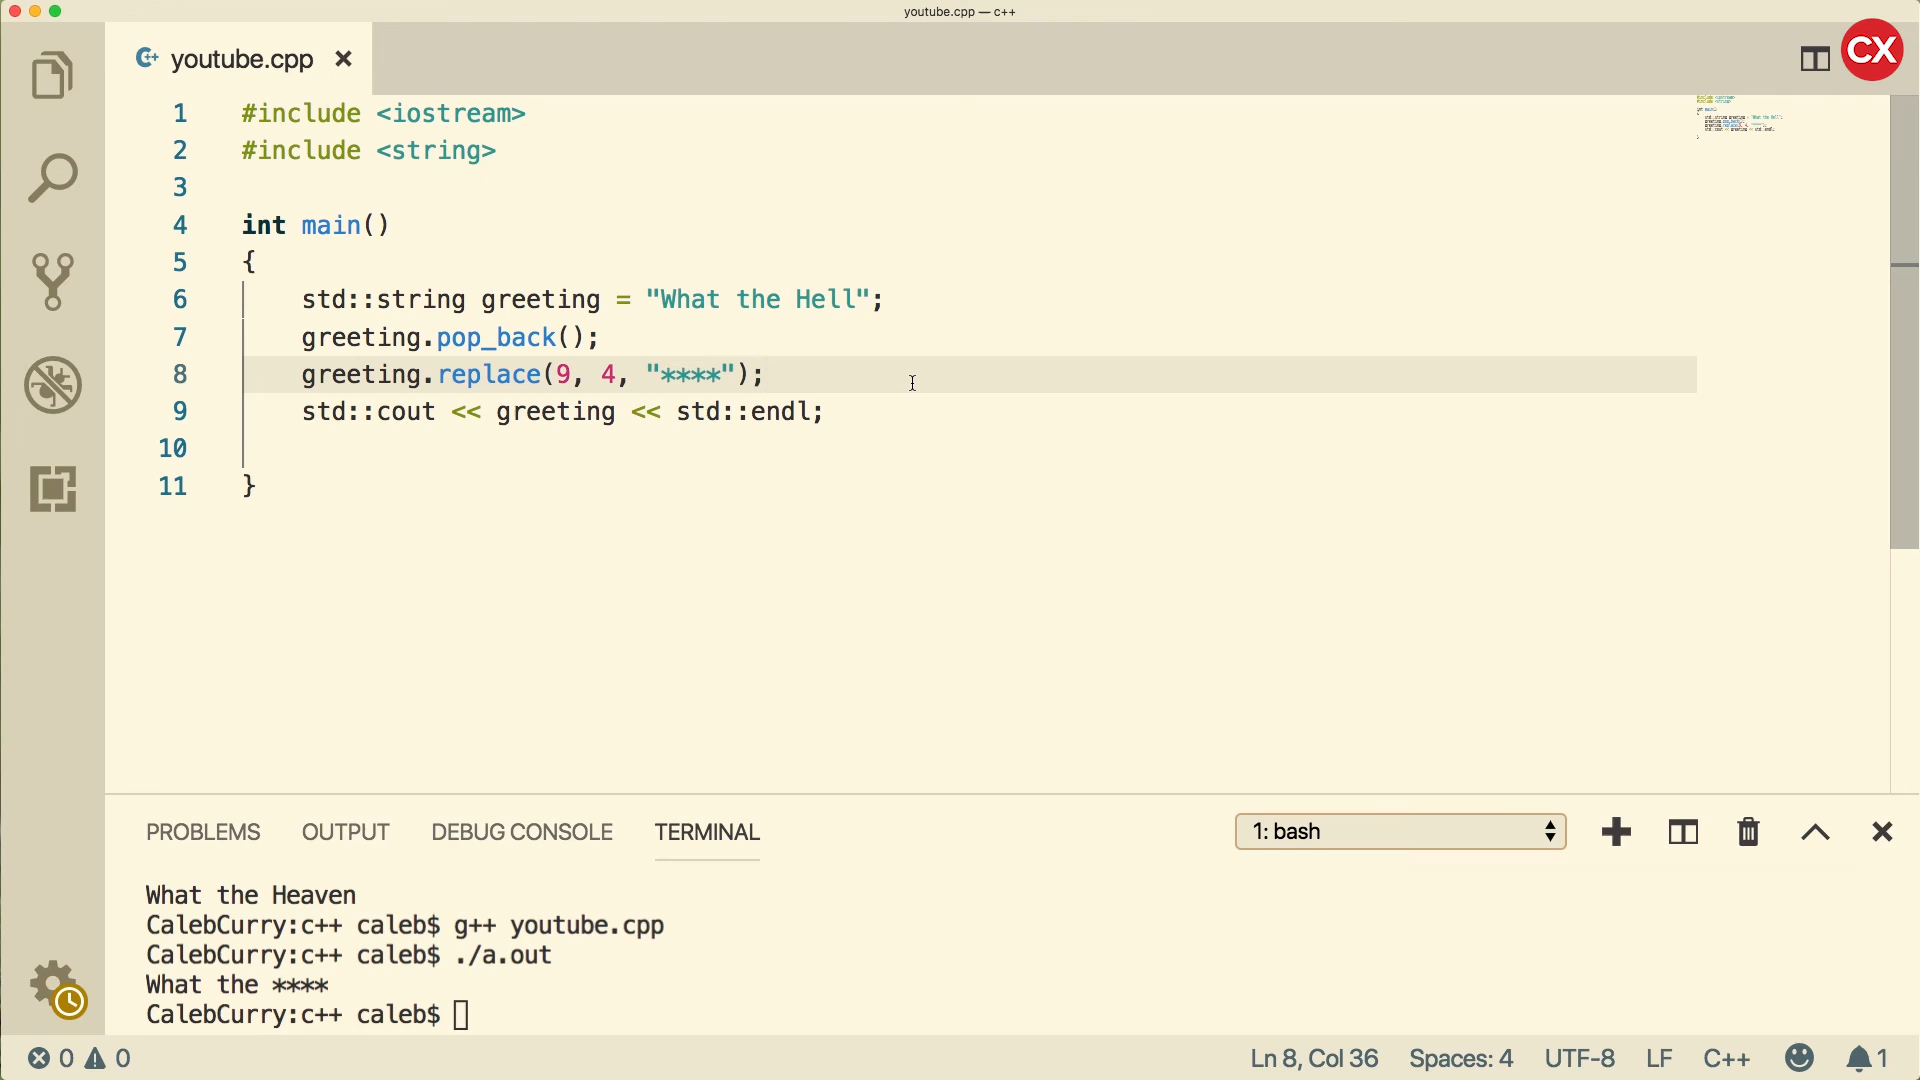 youtube.cpp — c++
youtube.cpp
CX
1 #include <iostream>
2 #include <string>
3
4 int main()
5 {
6 std::string greeting = "What the Hell";
7 greeting.pop_back();
8 greeting.replace(9, 4, "****");
9 std::cout << greeting << std::endl;
10
11 }
PROBLEMS OUTPUT DEBUG CONSOLE TERMINAL 1: bash
What the Heaven
CalebCurry:c++ caleb$ g++ youtube.cpp
CalebCurry:c++ caleb$ ./a.out
What the ****
CalebCurry:c++ caleb$
0 0 Ln 8, Col 36 Spaces: 4 UTF-8 LF C++ 1